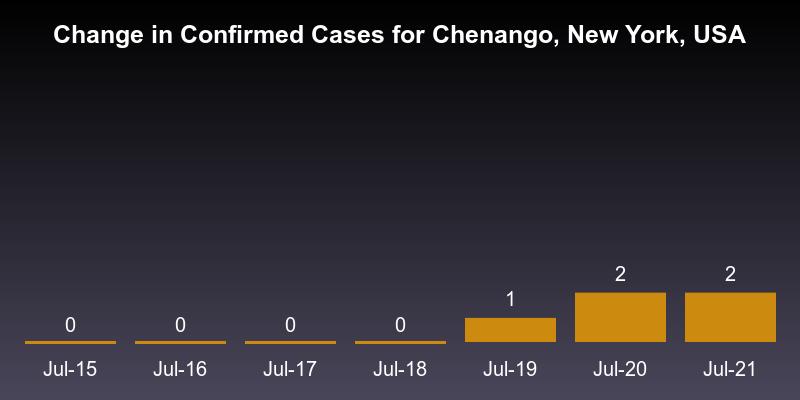 Change in Confirmed Cases for Chenango, New York, USA
0 0 0 0 1 2 2
Jul-15 Jul-16 Jul-17 Jul-18 Jul-19 Jul-20 Jul-21